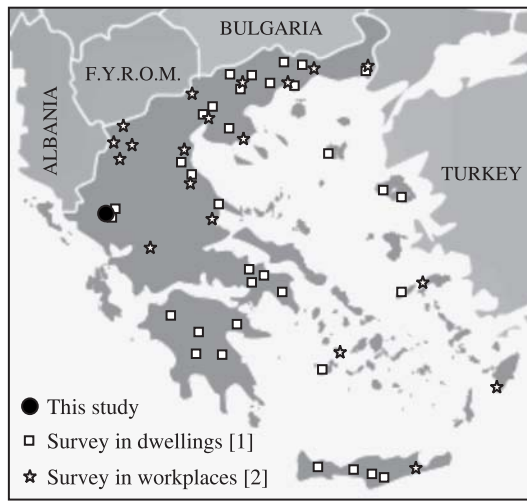 BULGARIA
F.Y.R.O.M.
ALBANIA
TURKEY
This study
Survey in dwellings [1]
Survey in workplaces [2]